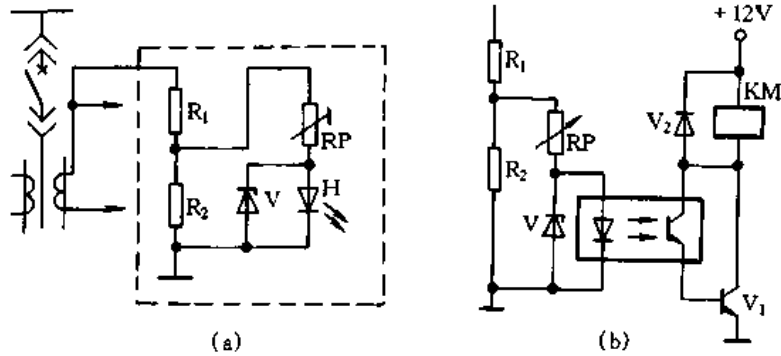 R₁
R₂
RP
V
H
(a)
R₁
R₂
RP
V
+12V
V₂
KM
V₁
(b)